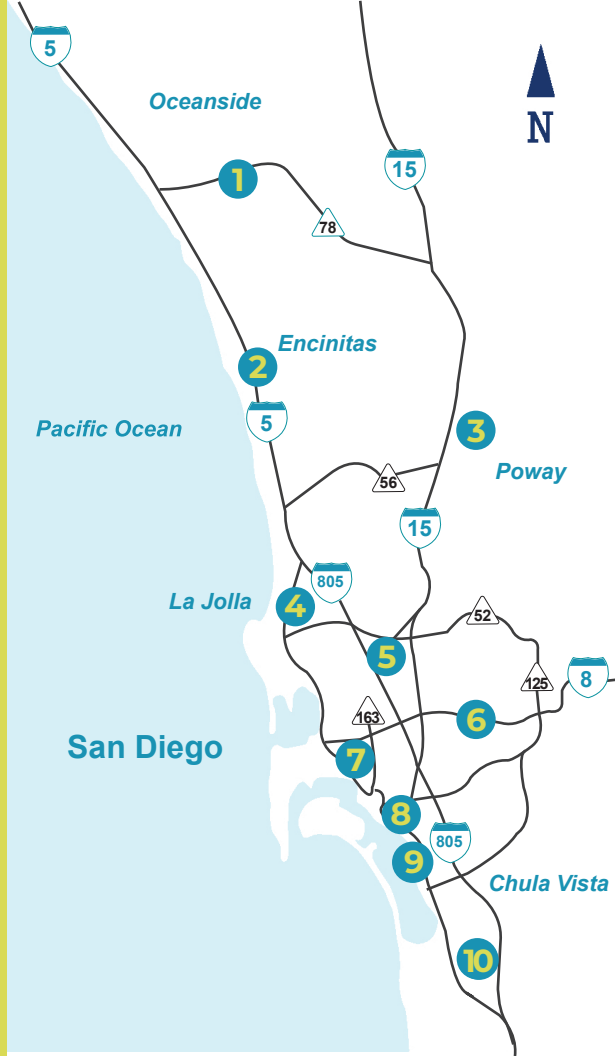 5
Oceanside
N
15
1
78
Encinitas
2
5
Pacific Ocean
3
Poway
56
15
805
La Jolla
4
52
5
8
125
6
163
San Diego
7
8
805
9
Chula Vista
10